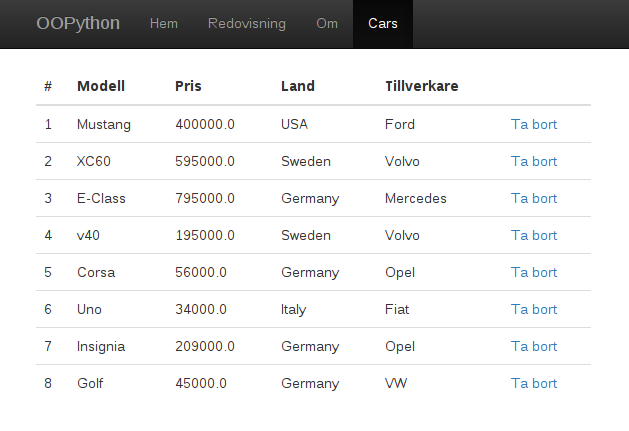 OOPython Hem Redovisning Om Cars
# Modell Pris Land Tillverkare
1 Mustang 400000.0 USA Ford Ta bort
2 XC60 595000.0 Sweden Volvo Ta bort
3 E-Class 795000.0 Germany Mercedes Ta bort
4 v40 195000.0 Sweden Volvo Ta bort
5 Corsa 56000.0 Germany Opel Ta bort
6 Uno 34000.0 Italy Fiat Ta bort
7 Insignia 209000.0 Germany Opel Ta bort
8 Golf 45000.0 Germany VW Ta bort